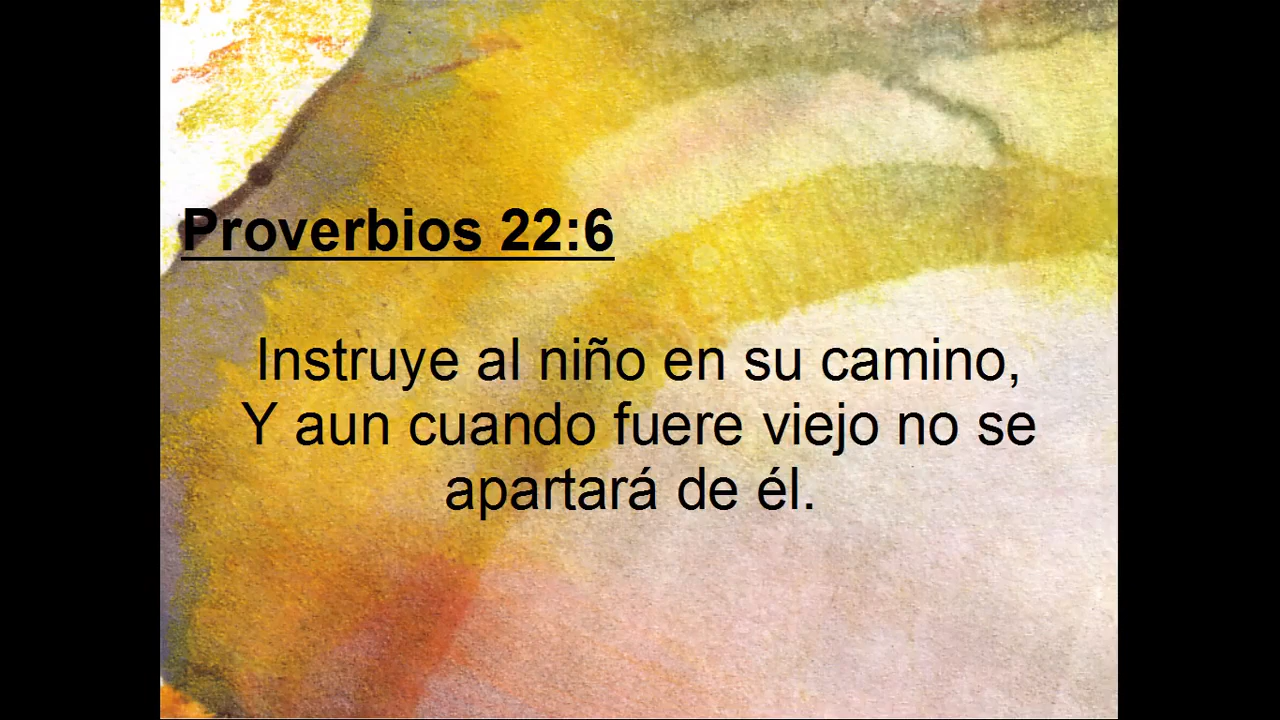 Proverbios 22:6
Instruye al niño en su camino,
Y aun cuando fuere viejo no se
apartará de él.